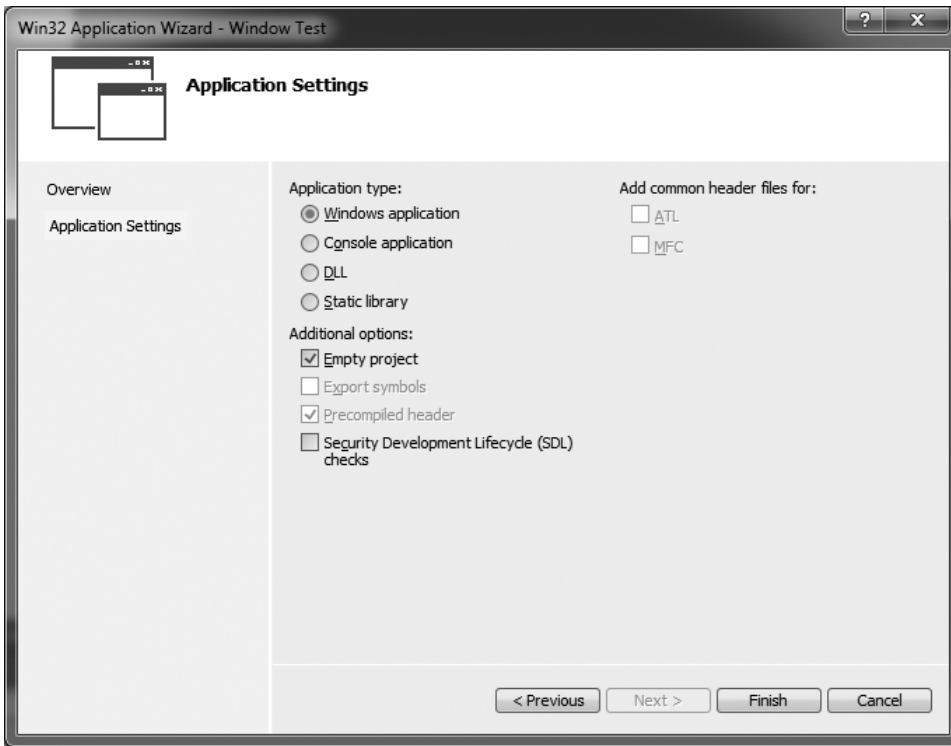 Win32 Application Wizard - Window Test
Application Settings
Overview
Application Settings
Application type:
Windows application
Console application
DLL
Static library
Additional options:
Empty project
Export symbols
Precompiled header
Security Development Lifecycle (SDL)
checks
Add common header files for:
ATL
MFC
< Previous
Next >
Finish
Cancel